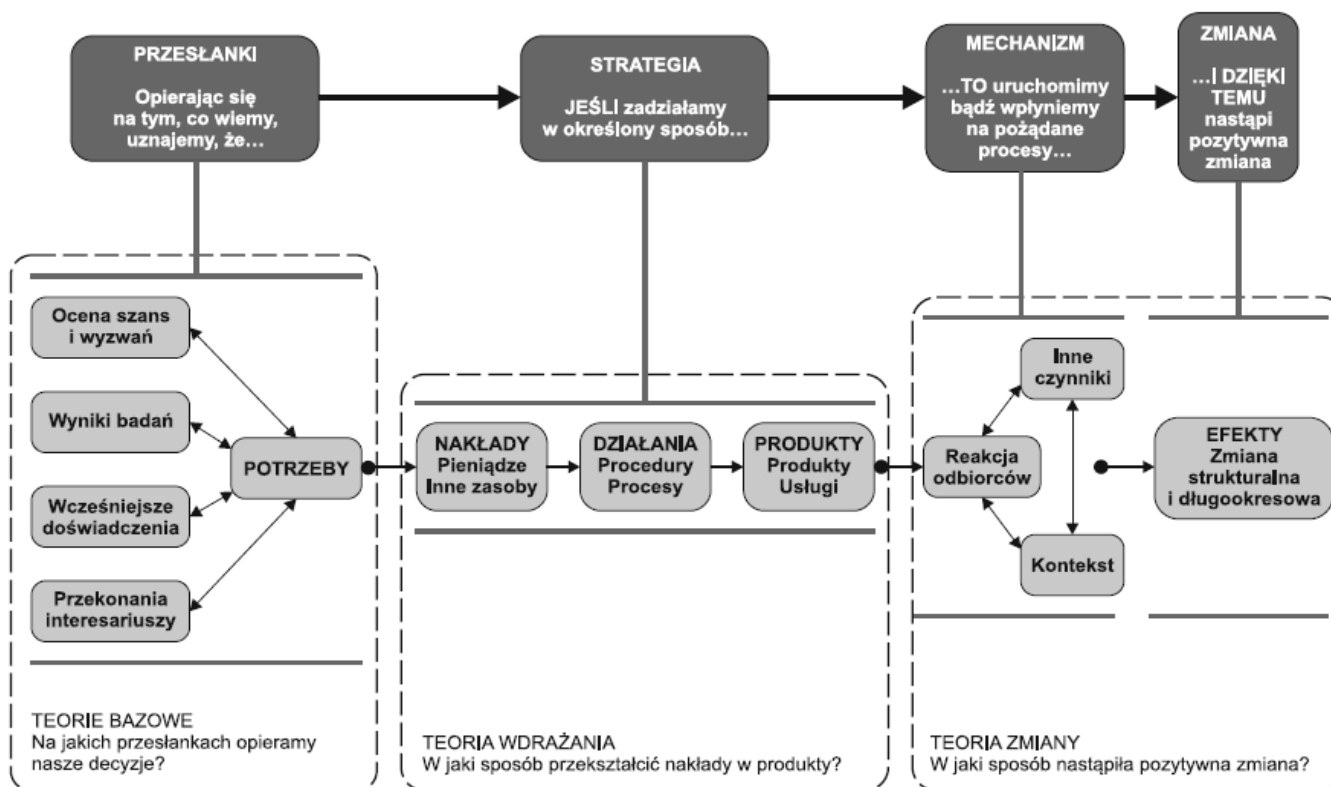 PRZESŁANKI
Opierając się
na tym, co wiemy,
uznajemy, że…
STRATEGIA
JEŚLI zadziałamy
w określony sposób…
MECHANIZM
…TO uruchomimy
bądź wpłyniemy
na pożądane
procesy…
ZMIANA
…I DZIĘKI
TEMU
nastąpi
pozytywna
zmiana
Ocena szans
i wyzwań
Wyniki badań
Wcześniejsze
doświadczenia
Przekonania
interesariuszy
POTRZEBY
NAKŁADY
Pieniądze
Inne zasoby
DZIAŁANIA
Procedury
Procesy
PRODUKTY
Produkty
Usługi
Inne
czynniki
Reakcja
odbiorców
Kontekst
EFEKTY
Zmiana
strukturalna
i długookresowa
TEORIE BAZOWE
Na jakich przesłankach opieramy
nasze decyzje?
TEORIA WDRAŻANIA
W jaki sposób przekształcić nakłady w produkty?
TEORIA ZMIANY
W jaki sposób nastąpiła pozytywna zmiana?